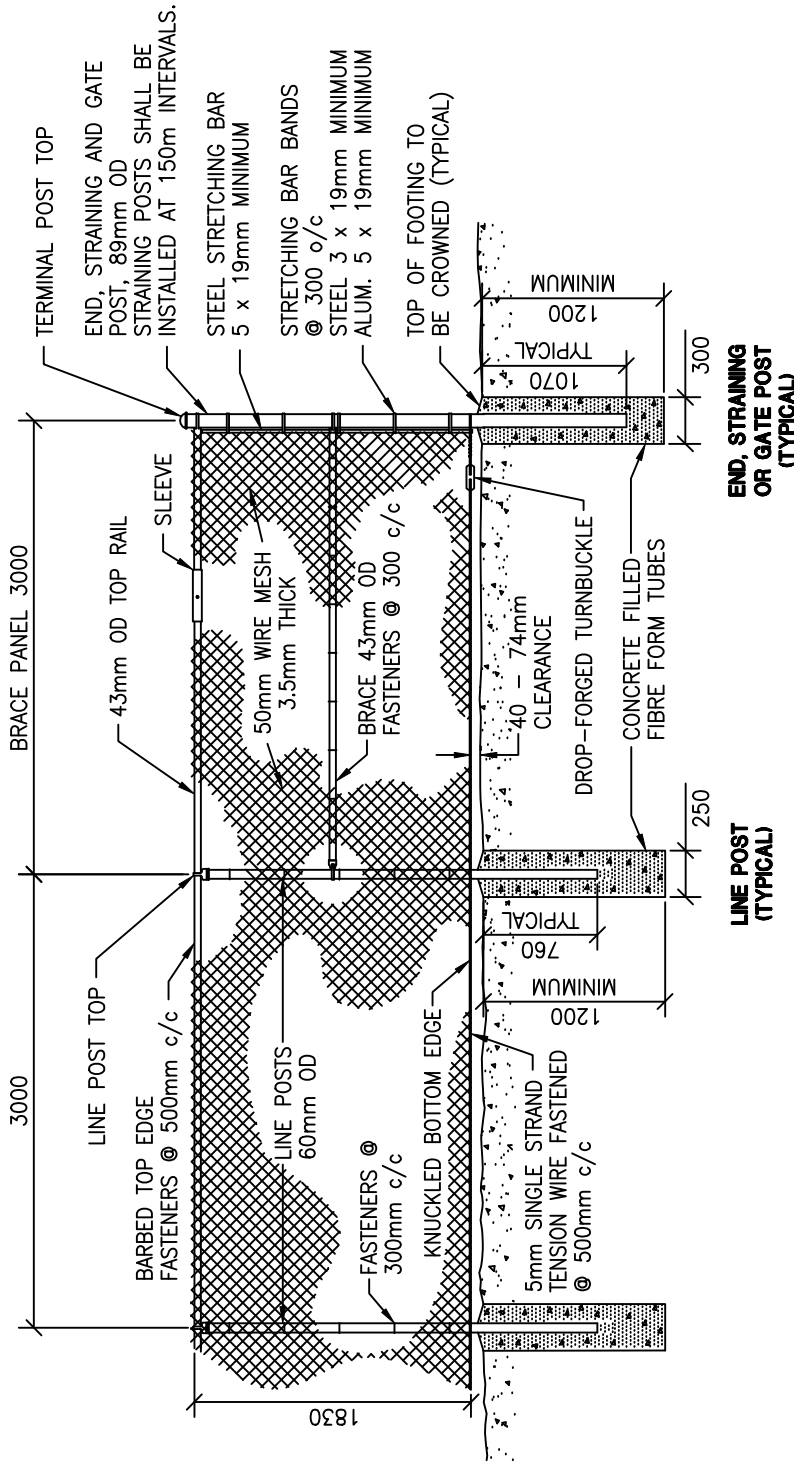 3000
BRACE PANEL 3000
LINE POST TOP
43mm OD TOP RAIL
SLEEVE
TERMINAL POST TOP
END, STRAINING AND GATE
POST, 89mm OD
STRAINING POSTS SHALL BE
INSTALLED AT 150m INTERVALS.
BARBED TOP EDGE
FASTENERS @ 500mm c/c
STEEL STRETCHING BAR
5 x 19mm MINIMUM
50mm WIRE MESH
3.5mm THICK
LINE POSTS
60mm OD
STRETCHING BAR BANDS
@ 300 o/c
STEEL 3 x 19mm MINIMUM
ALUM. 5 x 19mm MINIMUM
BRACE 43mm OD
FASTENERS @ 300 c/c
FASTENERS @
300mm c/c
1830
KNUCKLED BOTTOM EDGE
TOP OF FOOTING TO
BE CROWNED (TYPICAL)
40 – 74mm
CLEARANCE
5mm SINGLE STRAND
TENSION WIRE FASTENED
@ 500mm c/c
760
TYPICAL
1200
MINIMUM
1070
TYPICAL
1200
MINIMUM
DROP-FORGED TURNBUCKLE
CONCRETE FILLED
FIBRE FORM TUBES
250
300
LINE POST
(TYPICAL)
END, STRAINING
OR GATE POST
(TYPICAL)